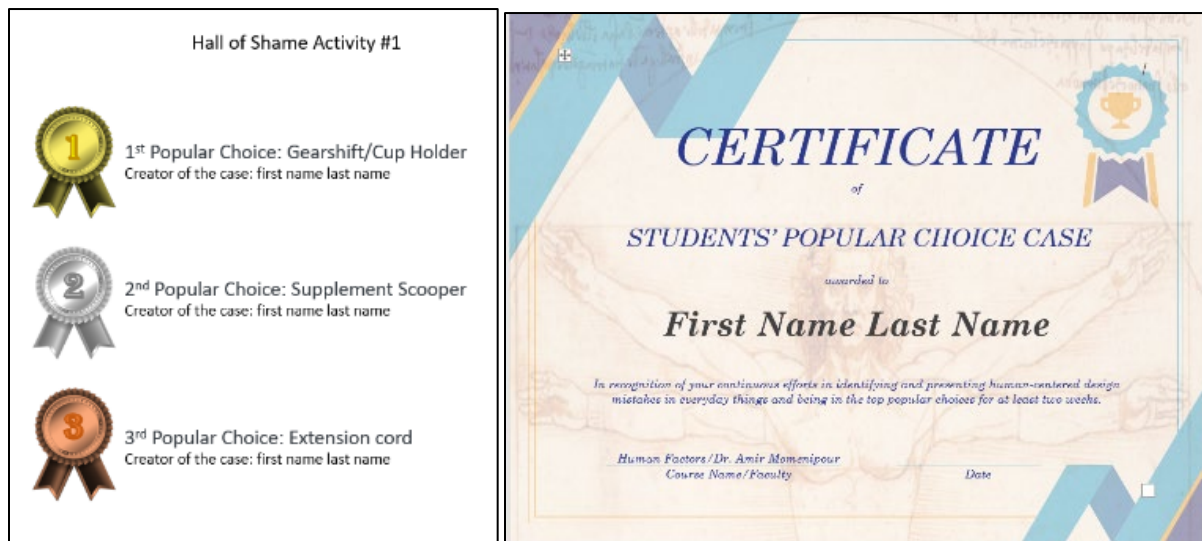 Hall of Shame Activity #1
1
1st Popular Choice: Gearshift/Cup Holder
Creator of the case: first name last name
2
2nd Popular Choice: Supplement Scooper
Creator of the case: first name last name
3
3rd Popular Choice: Extension cord
Creator of the case: first name last name
CERTIFICATE
of
STUDENTS' POPULAR CHOICE CASE
awarded to
First Name Last Name
In recognition of your continuous efforts in identifying and presenting human-centered design
mistakes in everyday things and being in the top popular choices for at least two weeks.
Human Factors/Dr. Amir Momenipour
Course Name/Faculty
Date